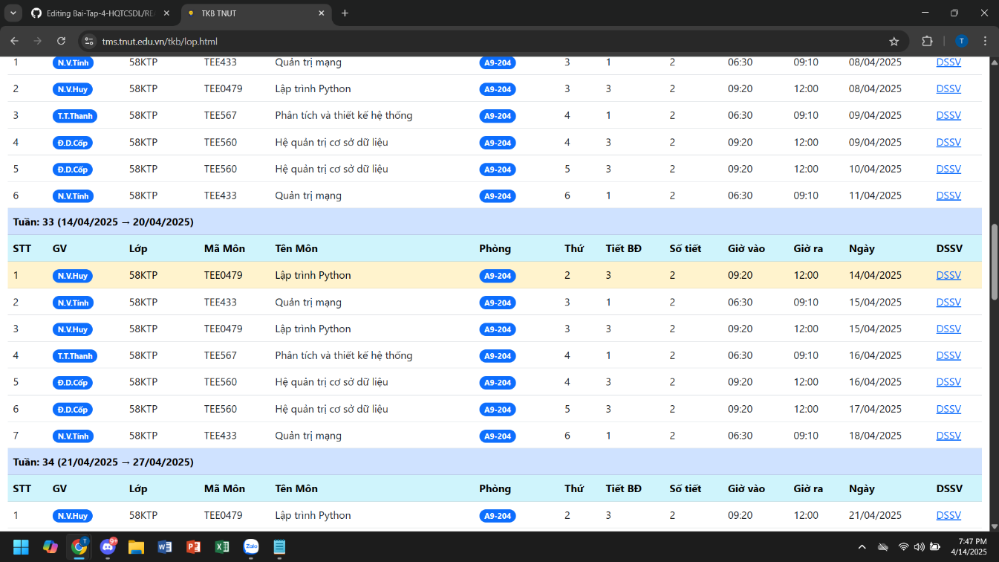 Editing Bai-Tap-4-HQTCSDL/RE
TKB TNUT
tms.tnut.edu.vn/tkb/lop.html
T
1 N.V.Tính 58KTP TEE433 Quản trị mạng A9-204 3 1 2 06:30 09:10 08/04/2025 DSSV
2 N.V.Huy 58KTP TEE0479 Lập trình Python A9-204 3 3 2 09:20 12:00 08/04/2025 DSSV
3 T.T.Thanh 58KTP TEE567 Phân tích và thiết kế hệ thống A9-204 4 1 2 06:30 09:10 09/04/2025 DSSV
4 Đ.D.Cốp 58KTP TEE560 Hệ quản trị cơ sở dữ liệu A9-204 4 3 2 09:20 12:00 09/04/2025 DSSV
5 Đ.D.Cốp 58KTP TEE560 Hệ quản trị cơ sở dữ liệu A9-204 5 3 2 09:20 12:00 10/04/2025 DSSV
6 N.V.Tính 58KTP TEE433 Quản trị mạng A9-204 6 1 2 06:30 09:10 11/04/2025 DSSV
Tuần: 33 (14/04/2025 → 20/04/2025)
STT GV Lớp Mã Môn Tên Môn Phòng Thứ Tiết BĐ Số tiết Giờ vào Giờ ra Ngày DSSV
1 N.V.Huy 58KTP TEE0479 Lập trình Python A9-204 2 3 2 09:20 12:00 14/04/2025 DSSV
2 N.V.Tính 58KTP TEE433 Quản trị mạng A9-204 3 1 2 06:30 09:10 15/04/2025 DSSV
3 N.V.Huy 58KTP TEE0479 Lập trình Python A9-204 3 3 2 09:20 12:00 15/04/2025 DSSV
4 T.T.Thanh 58KTP TEE567 Phân tích và thiết kế hệ thống A9-204 4 1 2 06:30 09:10 16/04/2025 DSSV
5 Đ.D.Cốp 58KTP TEE560 Hệ quản trị cơ sở dữ liệu A9-204 4 3 2 09:20 12:00 16/04/2025 DSSV
6 Đ.D.Cốp 58KTP TEE560 Hệ quản trị cơ sở dữ liệu A9-204 5 3 2 09:20 12:00 17/04/2025 DSSV
7 N.V.Tính 58KTP TEE433 Quản trị mạng A9-204 6 1 2 06:30 09:10 18/04/2025 DSSV
Tuần: 34 (21/04/2025 → 27/04/2025)
STT GV Lớp Mã Môn Tên Môn Phòng Thứ Tiết BĐ Số tiết Giờ vào Giờ ra Ngày DSSV
1 N.V.Huy 58KTP TEE0479 Lập trình Python A9-204 2 3 2 09:20 12:00 21/04/2025 DSSV
T 9+ W P X Zalo
7:47 PM
4/14/2025